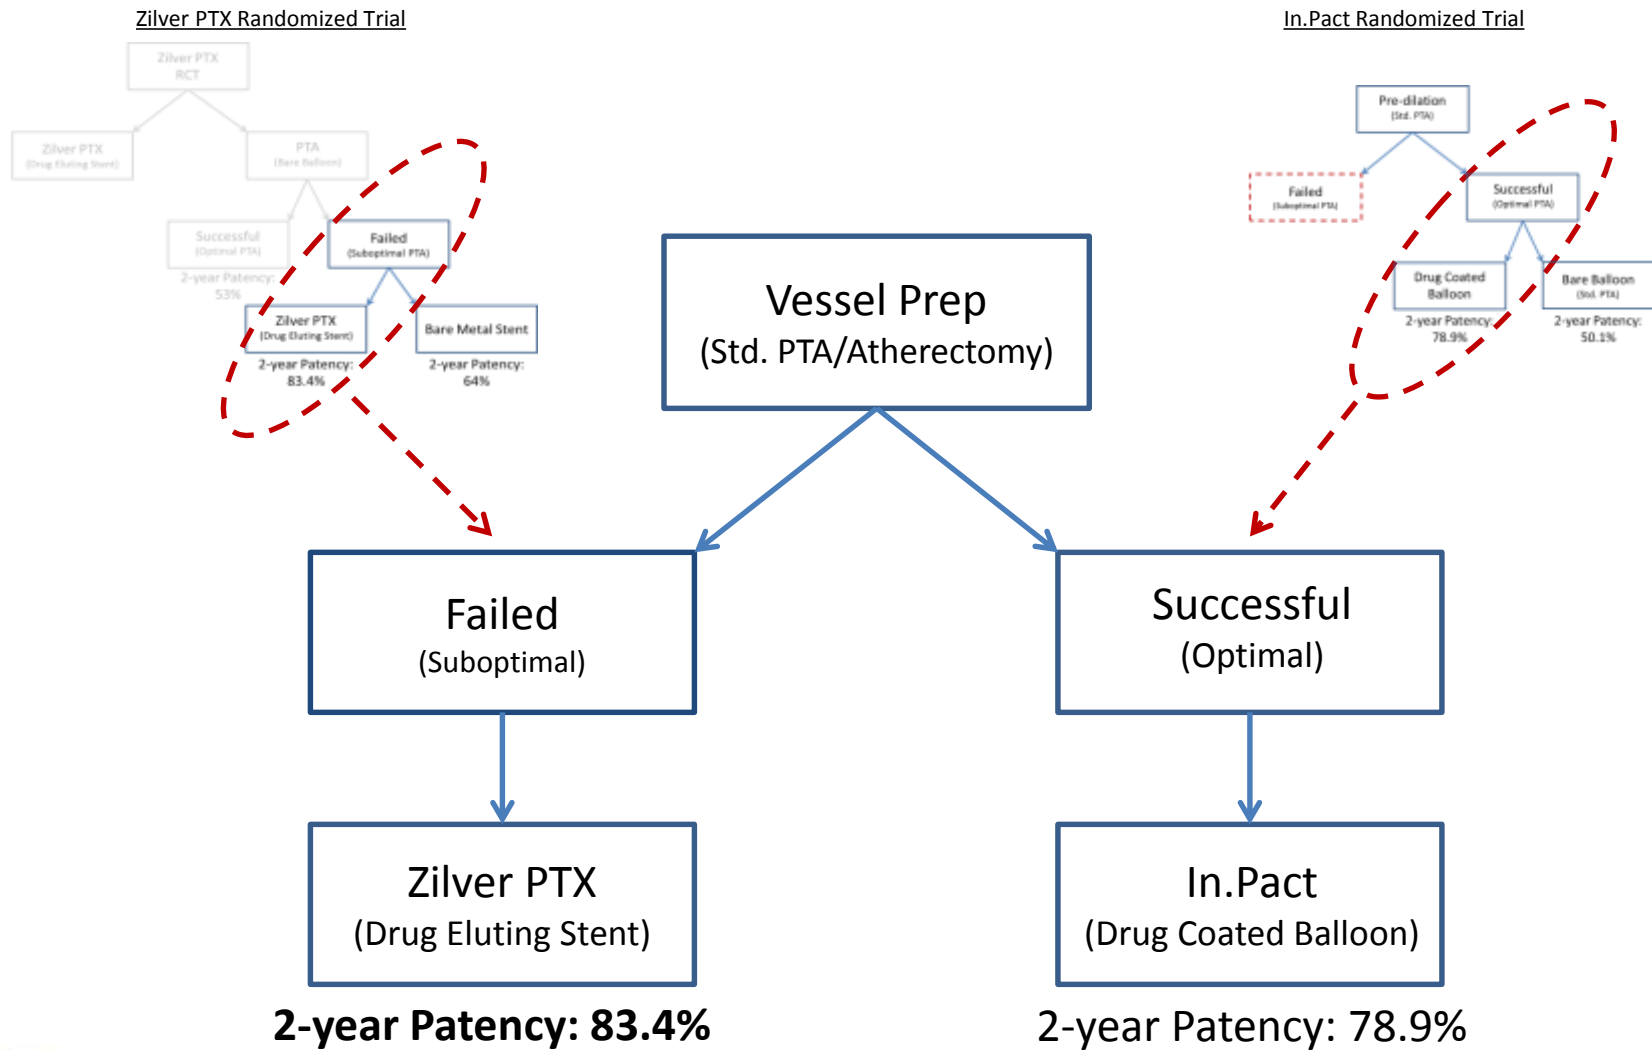 Zilver PTX Randomized Trial
Zilver PTX
RCT
Zilver PTX
(Drug Eluting Stent)
PTA
(Bare Balloon)
Successful
(Optimal PTA)
2-year Patency:
53%
Failed
(Suboptimal PTA)
Zilver PTX
(Drug Eluting Stent)
2-year Patency:
83.4%
Bare Metal Stent
2-year Patency:
64%
In.Pact Randomized Trial
Pre-dilation
(Std. PTA)
Failed
(Suboptimal PTA)
Successful
(Optimal PTA)
Drug Coated
Balloon
2-year Patency:
78.9%
Bare Balloon
(Std. PTA)
2-year Patency:
50.1%
Vessel Prep
(Std. PTA/Atherectomy)
Failed
(Suboptimal)
Successful
(Optimal)
Zilver PTX
(Drug Eluting Stent)
In.Pact
(Drug Coated Balloon)
2-year Patency: 83.4%
2-year Patency: 78.9%